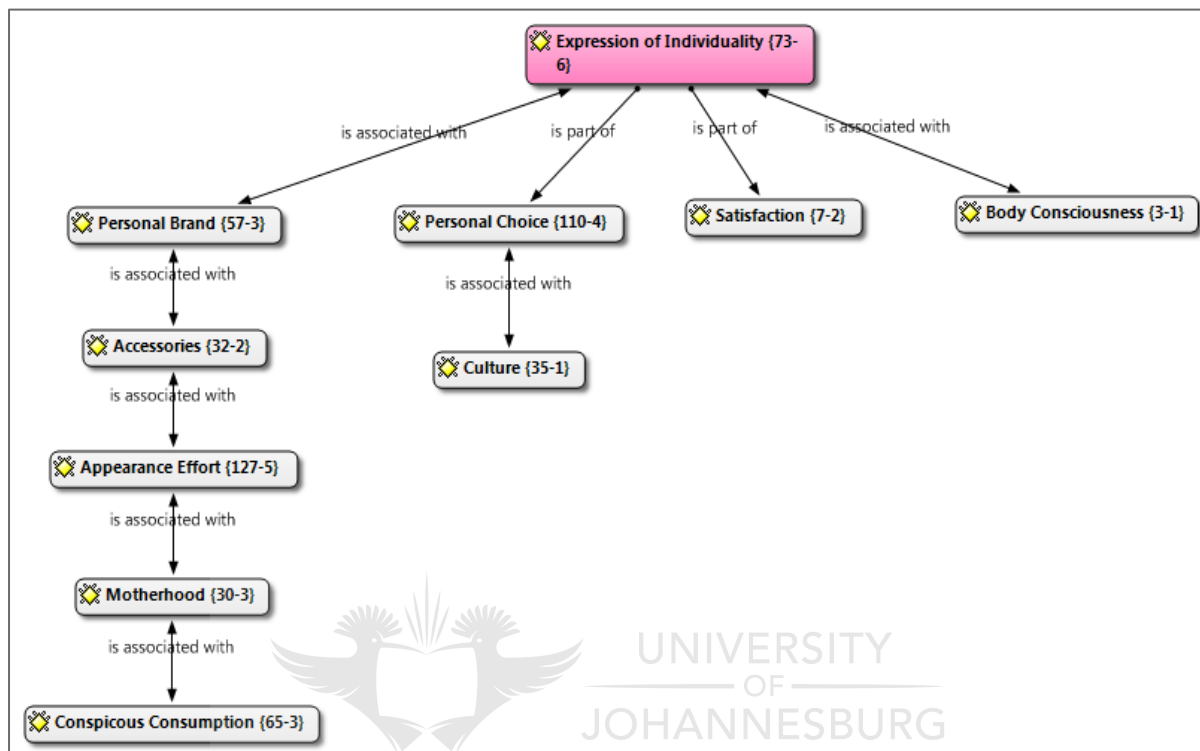 Expression of Individuality {73-
6}
is associated with
is part of
is part of
is associated with
Personal Brand {57-3}
Personal Choice {110-4}
Satisfaction {7-2}
Body Consciousness {3-1}
is associated with
is associated with
Accessories {32-2}
Culture {35-1}
is associated with
Appearance Effort {127-5}
is associated with
Motherhood {30-3}
is associated with
Conspicous Consumption {65-3}
UNIVERSITY
OF
JOHANNESBURG